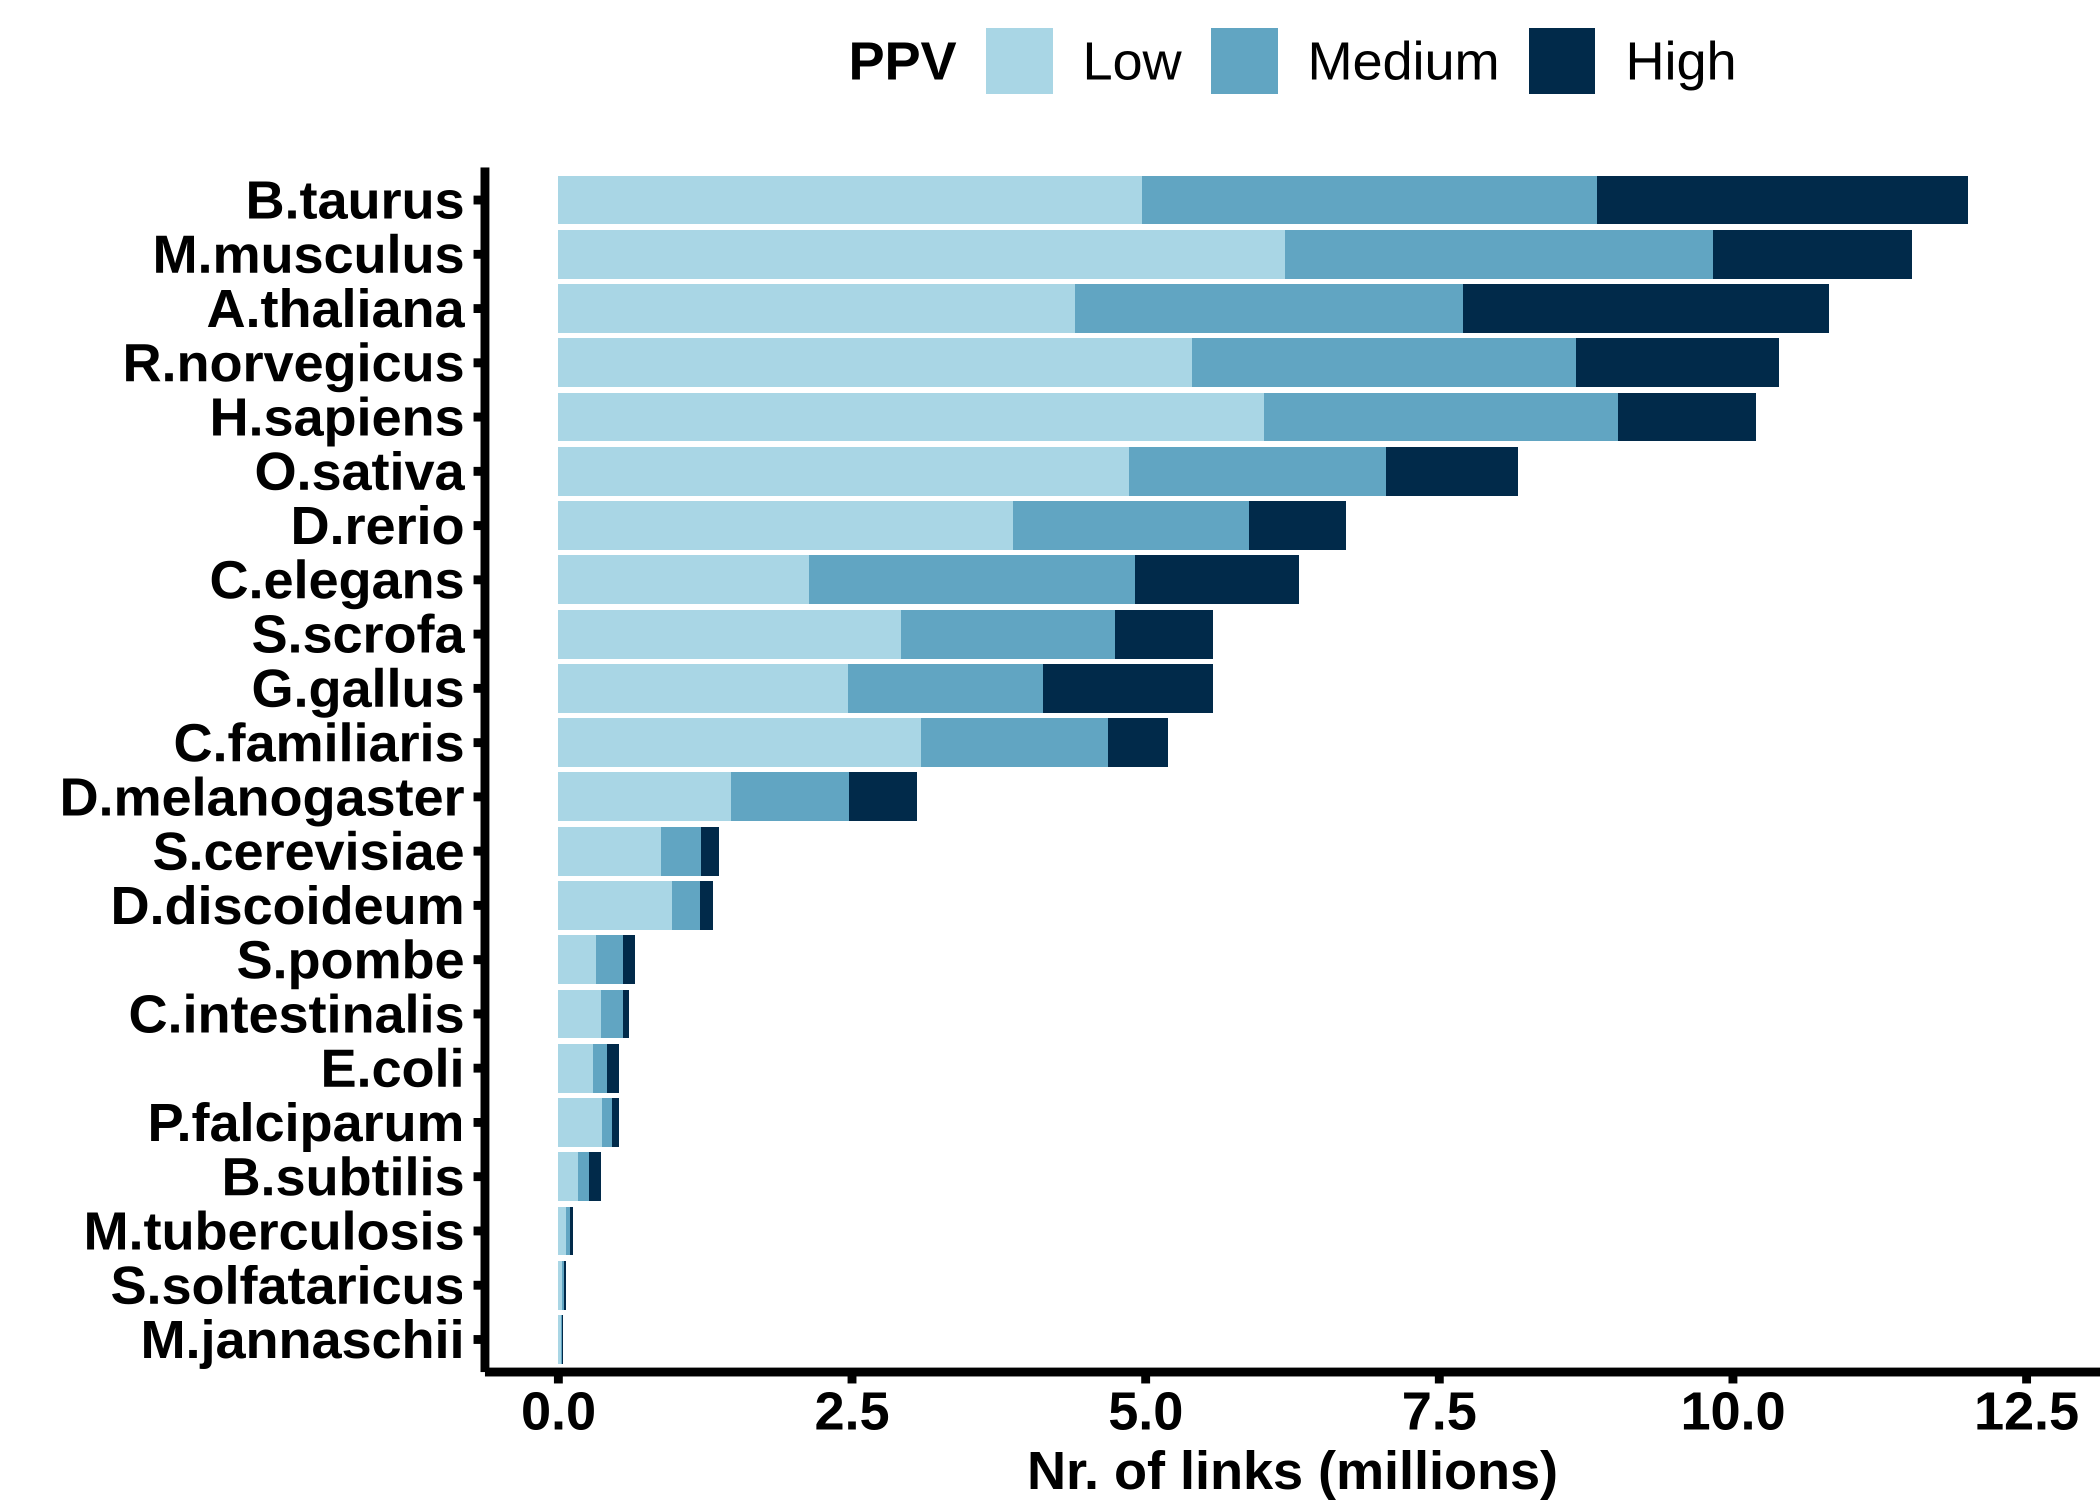 PPV Low Medium High
B.taurus
M.musculus
A.thaliana
R.norvegicus
H.sapiens
O.sativa
D.rerio
C.elegans
S.scrofa
G.gallus
C.familiaris
D.melanogaster
S.cerevisiae
D.discoideum
S.pombe
C.intestinalis
E.coli
P.falciparum
B.subtilis
M.tuberculosis
S.solfataricus
M.jannaschii
0.0 2.5 5.0 7.5 10.0 12.5
Nr. of links (millions)